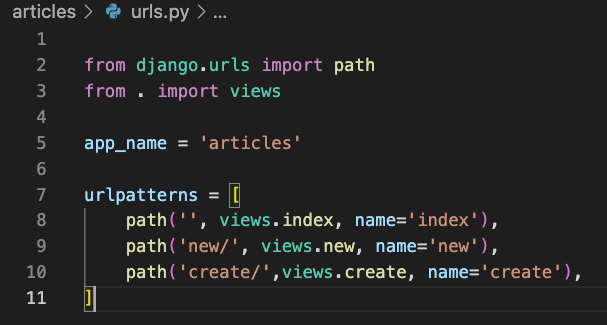 articles > urls.py > ...
1
2 from django.urls import path
3 from . import views
4
5 app_name = 'articles'
6
7 urlpatterns = [
8     path('', views.index, name='index'),
9     path('new/', views.new, name='new'),
10     path('create/',views.create, name='create'),
11 ]